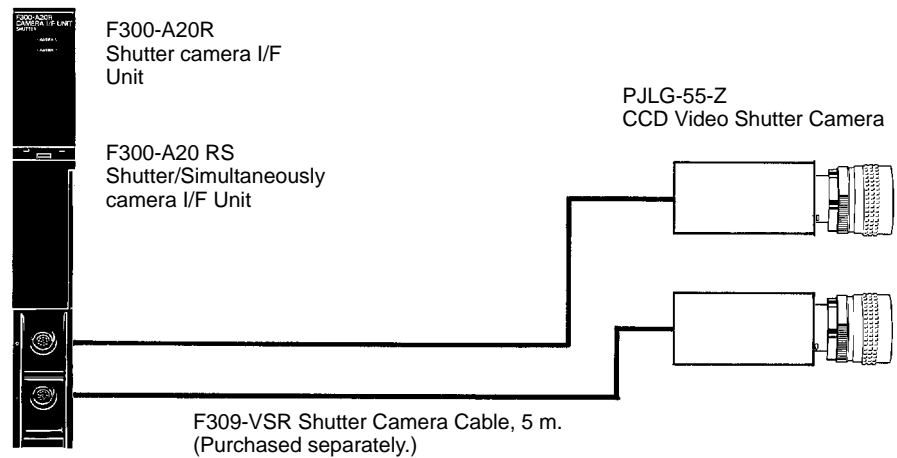 F300-A20R
CAMERA I/F UNIT
SHUTTER
F300-A20R
Shutter camera I/F
Unit
F300-A20 RS
Shutter/Simultaneously
camera I/F Unit
PJLG-55-Z
CCD Video Shutter Camera
F309-VSR Shutter Camera Cable, 5 m.
(Purchased separately.)